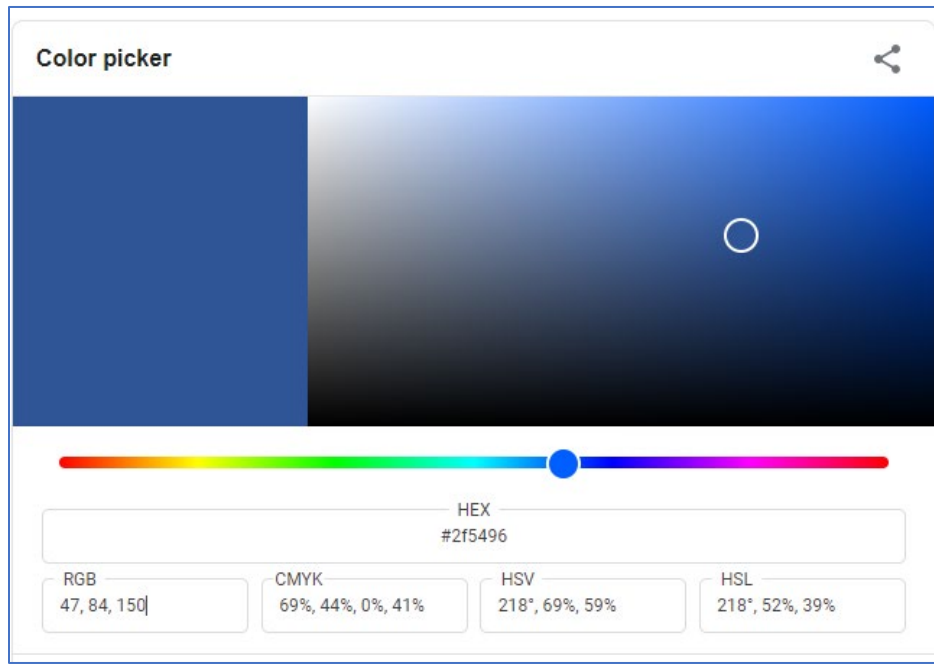 Color picker
HEX
#2f5496
RGB
47, 84, 150
CMYK
69%, 44%, 0%, 41%
HSV
218°, 69%, 59%
HSL
218°, 52%, 39%